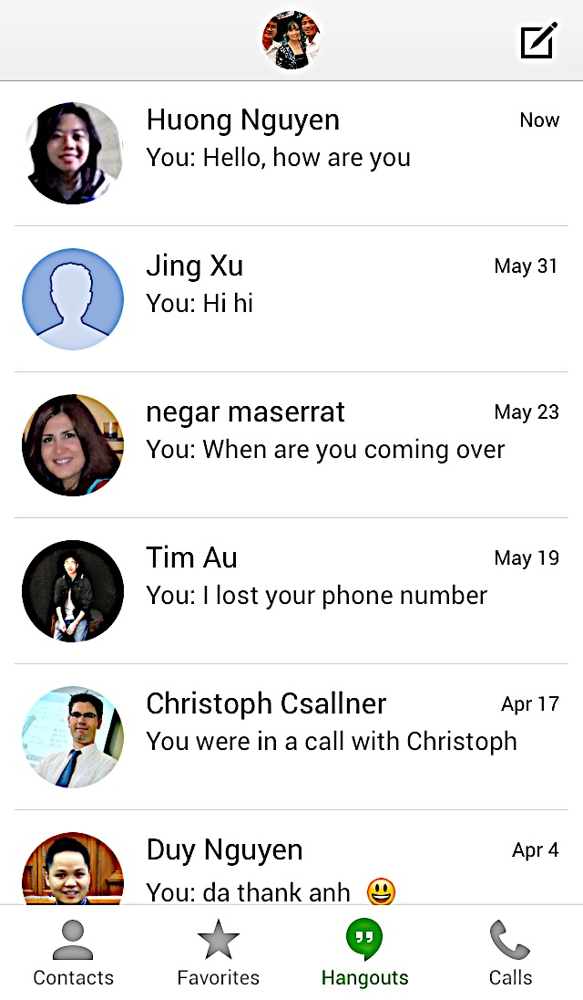 Huong Nguyen
Now
You: Hello, how are you
Jing Xu
May 31
You: Hi hi
negar maserrat
May 23
You: When are you coming over
Tim Au
May 19
You: I lost your phone number
Christoph Csallner
Apr 17
You were in a call with Christoph
Duy Nguyen
Apr 4
You: da thank anh 😃
Contacts
Favorites
Hangouts
Calls